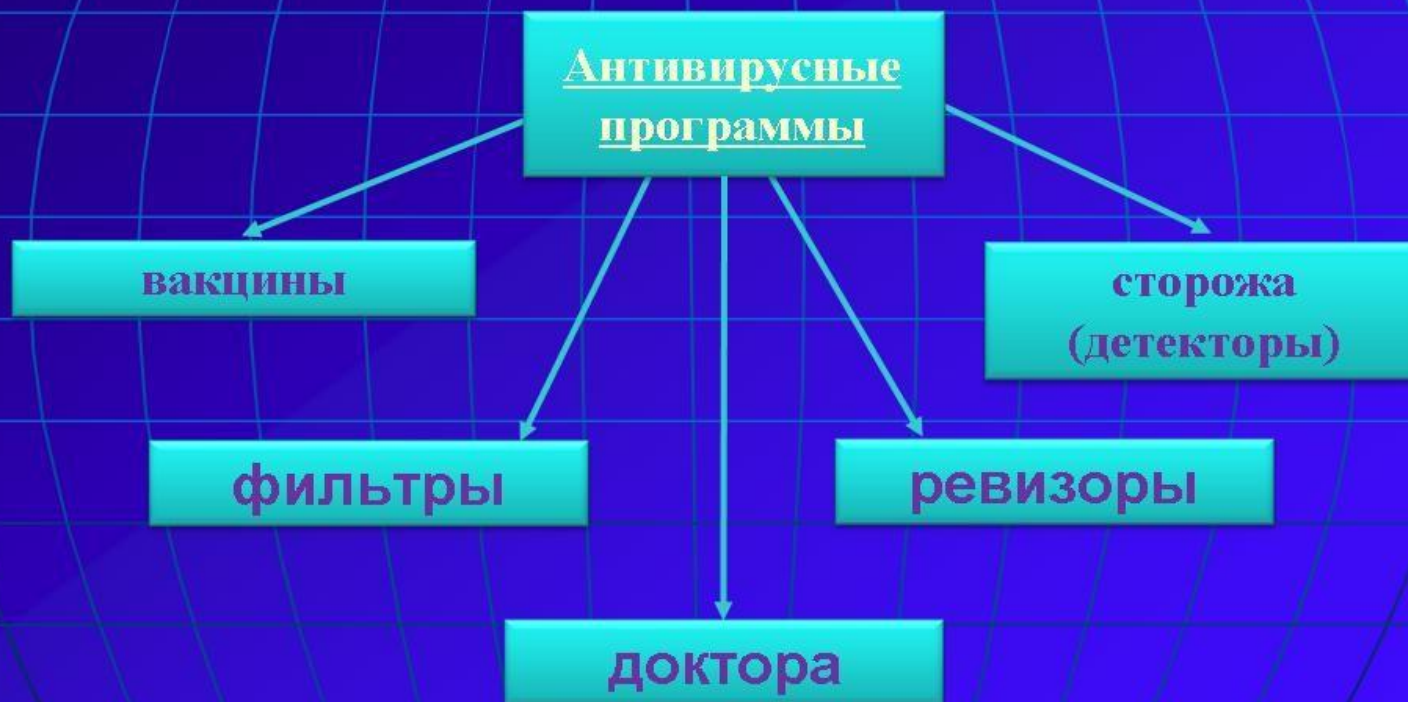 Антивирусные
программы
вакцины
сторожа
(детекторы)
фильтры
ревизоры
доктора